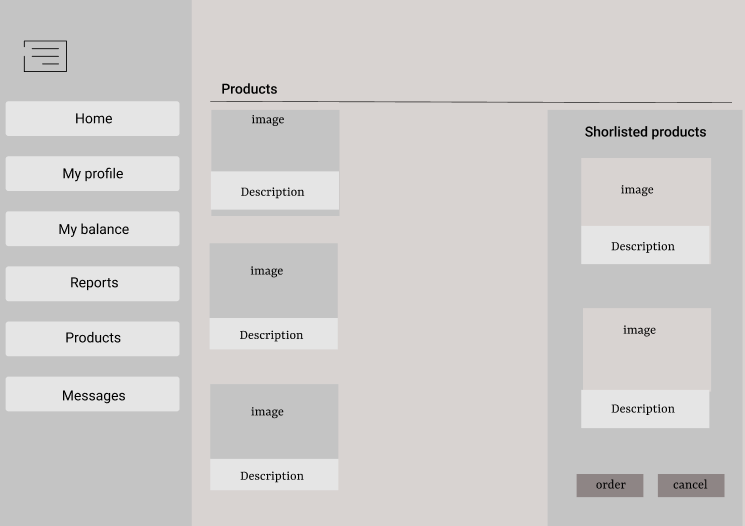 Home
My profile
My balance
Reports
Products
Messages
Products
image
Description
image
Description
image
Description
Shorlisted products
image
Description
image
Description
order
cancel